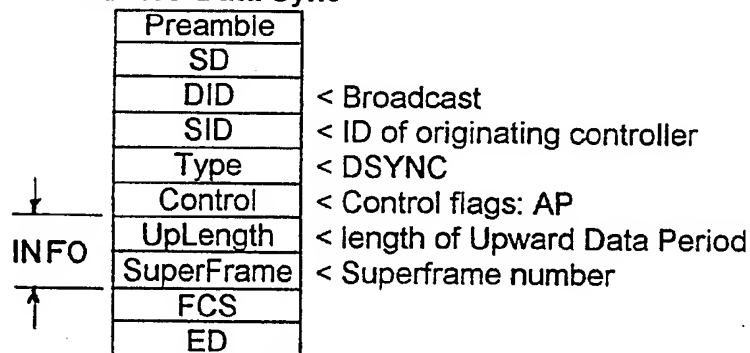 Preamble
SD
DID < Broadcast
SID < ID of originating controller
Type < DSYNC
Control < Control flags: AP
INFO
UpLength < length of Upward Data Period
SuperFrame < Superframe number
FCS
ED